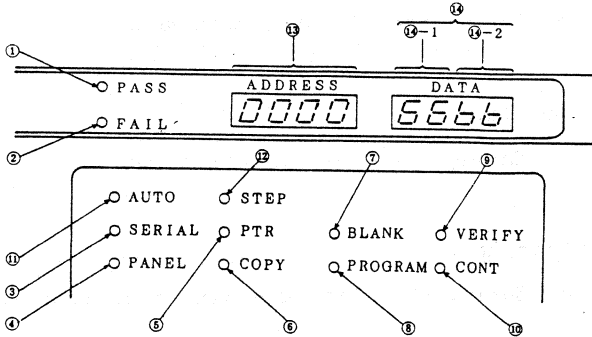 ⑭
⑬ ⑭-1 ⑭-2
①
ADDRESS DATA
PASS
0000
FAIL
②
⑫ ⑦ ⑨
AUTO STEP
SERIAL PTR BLANK VERIFY
⑪
PANEL COPY PROGRAM CONT
③
④ ⑤ ⑥ ⑧ ⑩